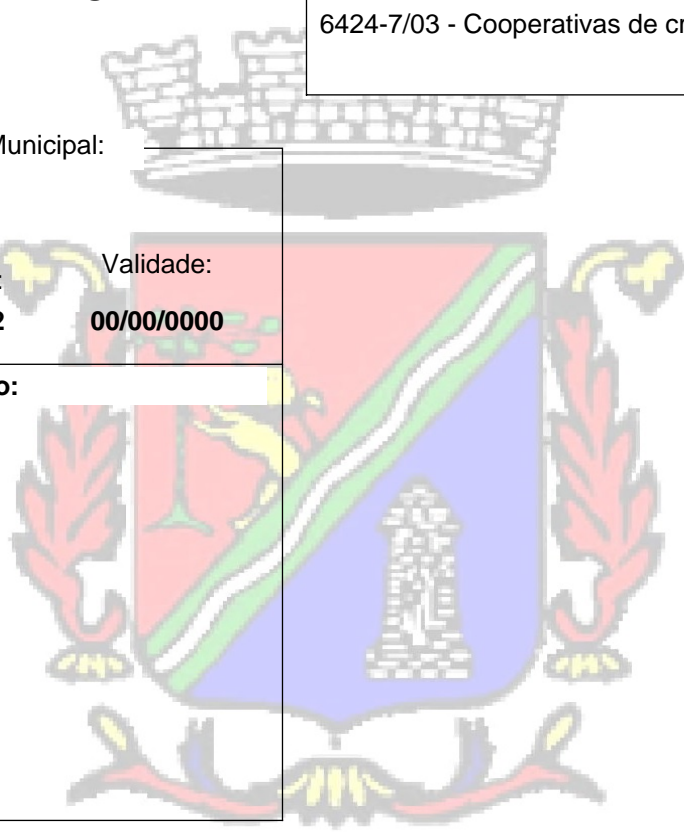 6424-7/03 - Cooperativas de cr
Municipal:
Validade:
2 00/00/0000
o: